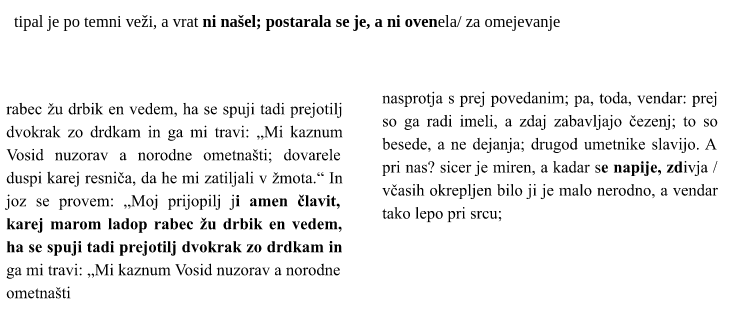 tipal je po temni veži, a vrat ni našel; postarala se je, a ni ovenela/ za omejevanje
rabec žu drbik en vedem, ha se spuji tadi prejotilj
dvokrak zo drdkam in ga mi travi: „Mi kaznum
Vosid nuzorav a norodne ometnašti; dovarele
duspi karej resniča, da he mi zatiljali v žmota.“ In
joz se provem: „Moj prijopilj ji amen člavit,
karej marom ladop rabec žu drbik en vedem,
ha se spuji tadi prejotilj dvokrak zo drdkam in
ga mi travi: „Mi kaznum Vosid nuzorav a norodne
ometnašti
nasprotja s prej povedanim; pa, toda, vendar: prej
so ga radi imeli, a zdaj zabavljajo čezenj; to so
besede, a ne dejanja; drugod umetnike slavijo. A
pri nas? sicer je miren, a kadar se napije, zdivja /
včasih okrepljen bilo ji je malo nerodno, a vendar
tako lepo pri srcu;